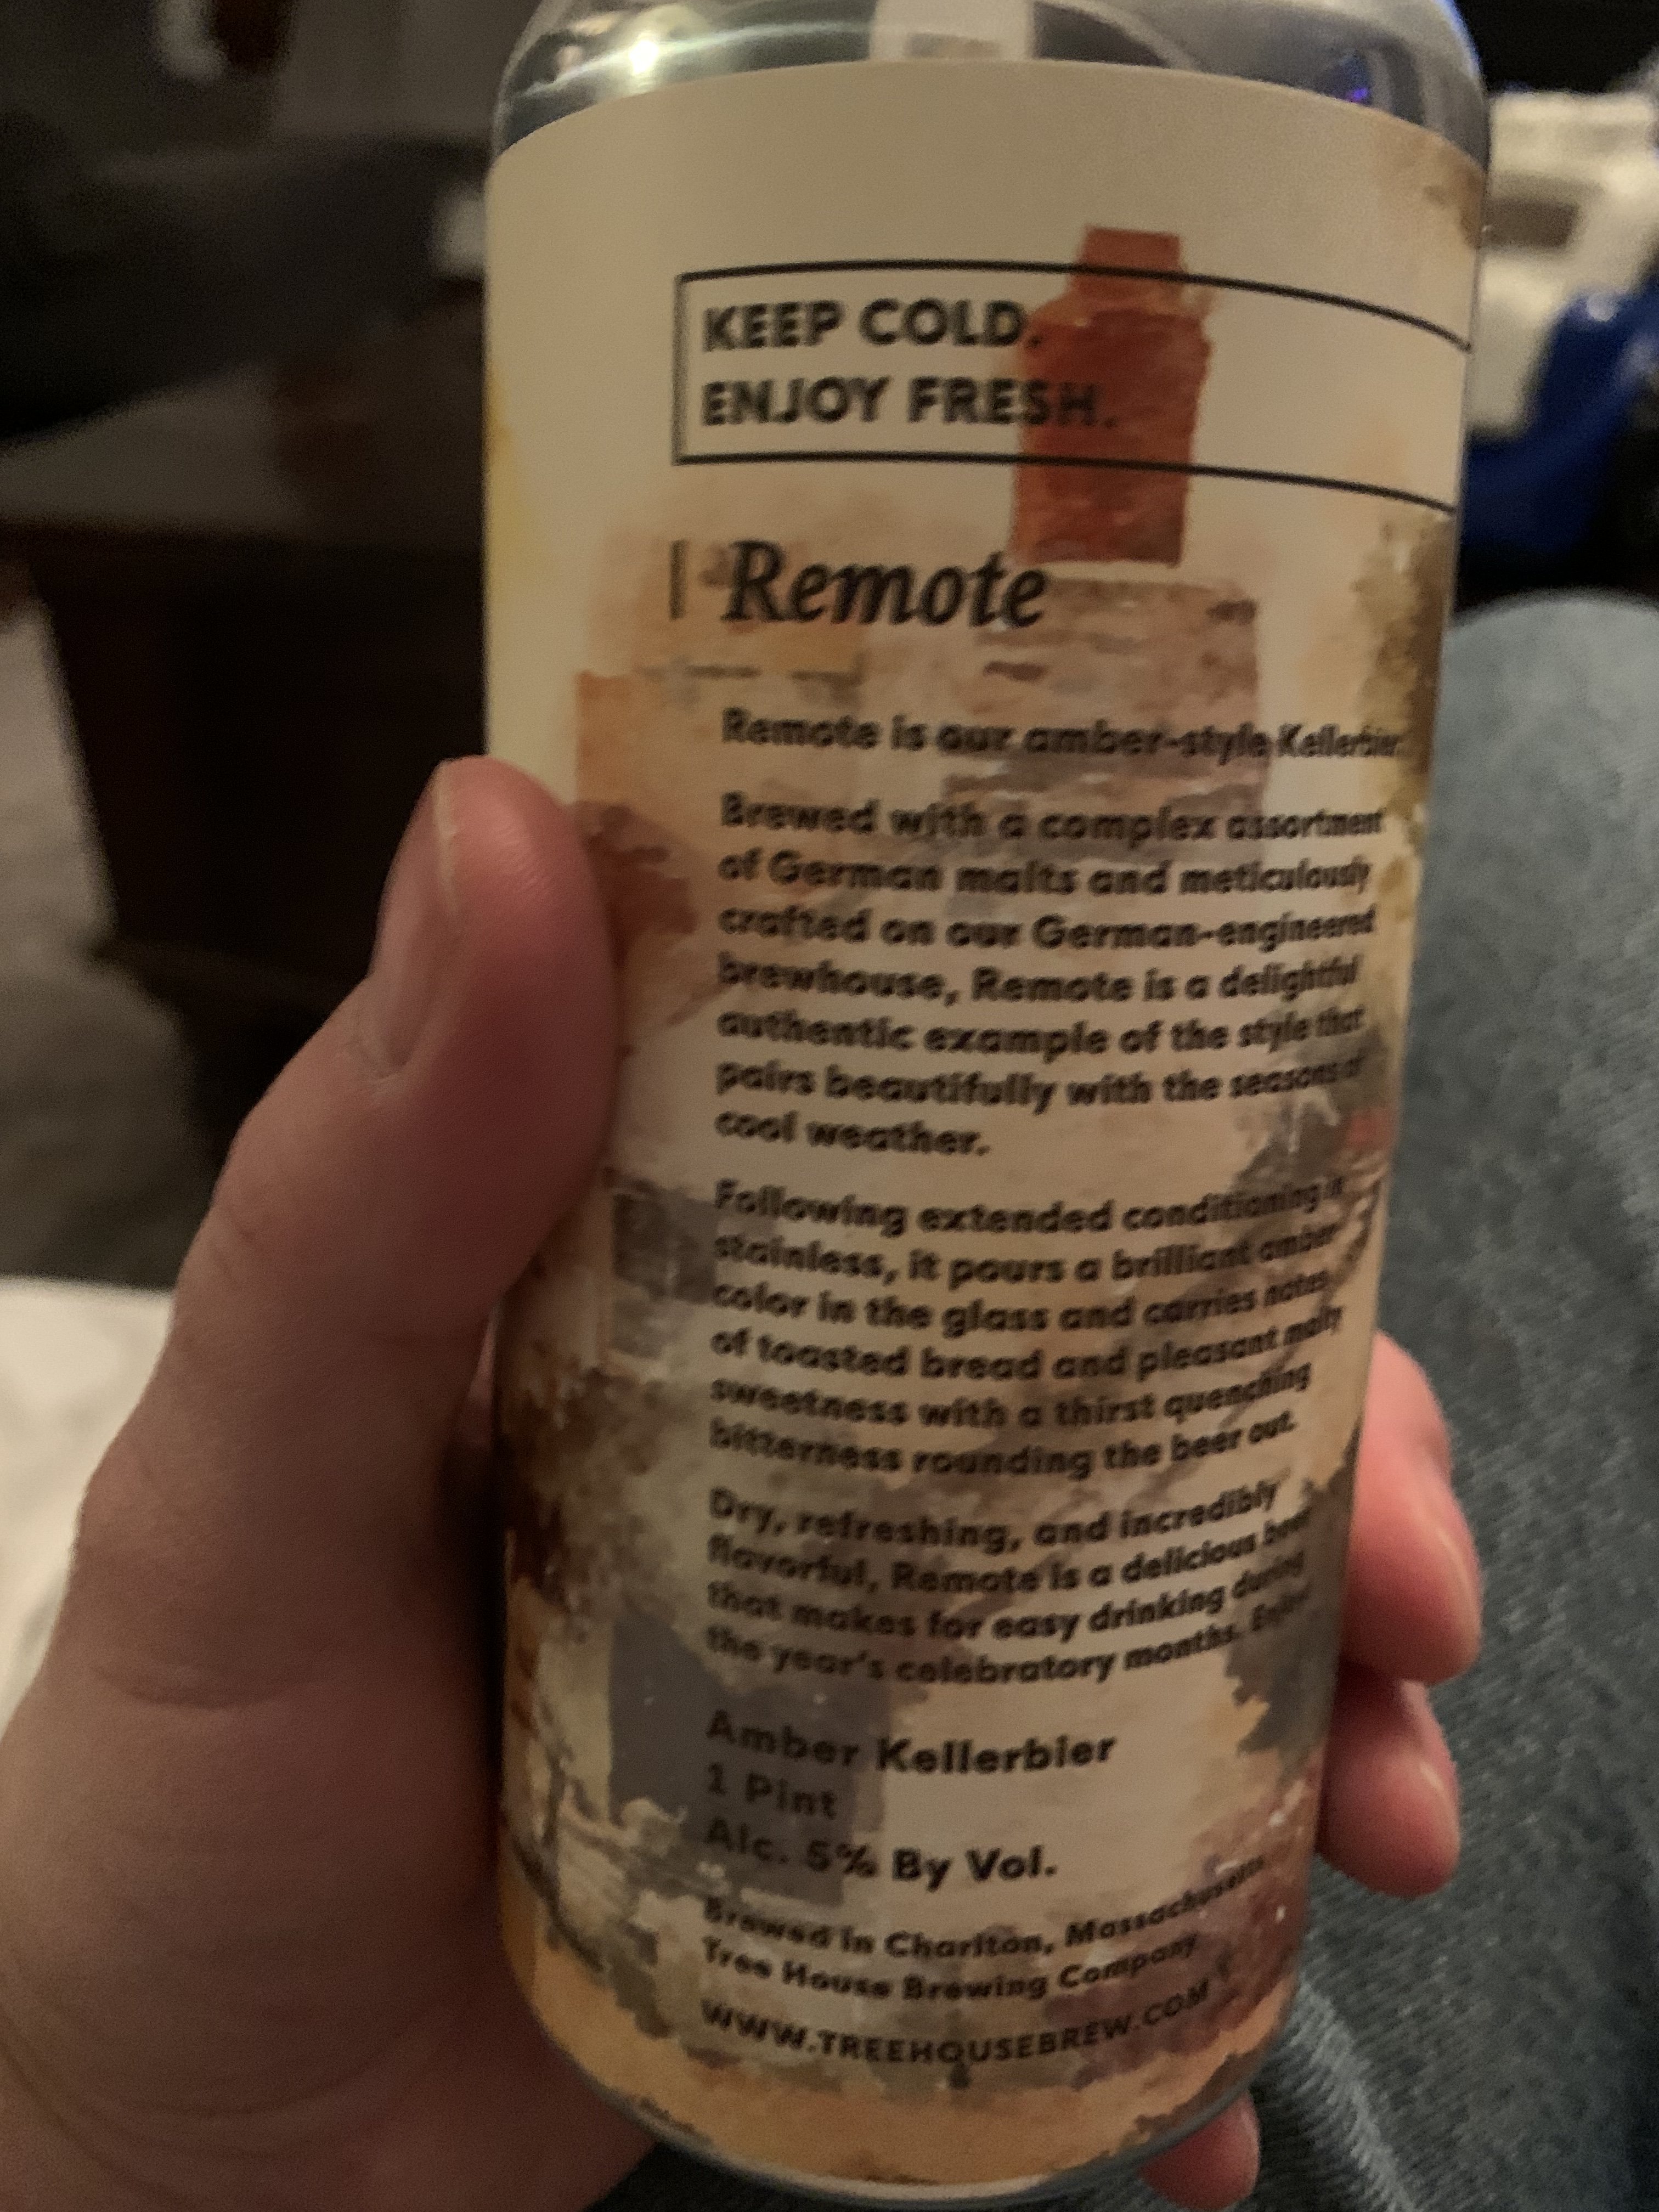 KEEP COLD.
ENJOY FRESH.
Remote
Remote is our amber-style Kellerbier.
Brewed with a complex assortment
of German malts and meticulously
crafted on our German-engineered
brewhouse, Remote is a delightful
authentic example of the style that
pairs beautifully with the seasons of
cool weather.
Following extended conditioning in
stainless, it pours a brilliant amber
color in the glass and carries notes
of toasted bread and pleasant malty
sweetness with a thirst quenching
bitterness rounding the beer out.
Dry, refreshing, and incredibly
flavorful, Remote is a delicious beer
that makes for easy drinking during
the year's celebratory months. Enjoy!
Amber Kellerbier
1 Pint
Alc. 5% By Vol.
Brewed in Charlton, Massachusetts
Tree House Brewing Company
WWW.TREEHOUSEBREW.COM